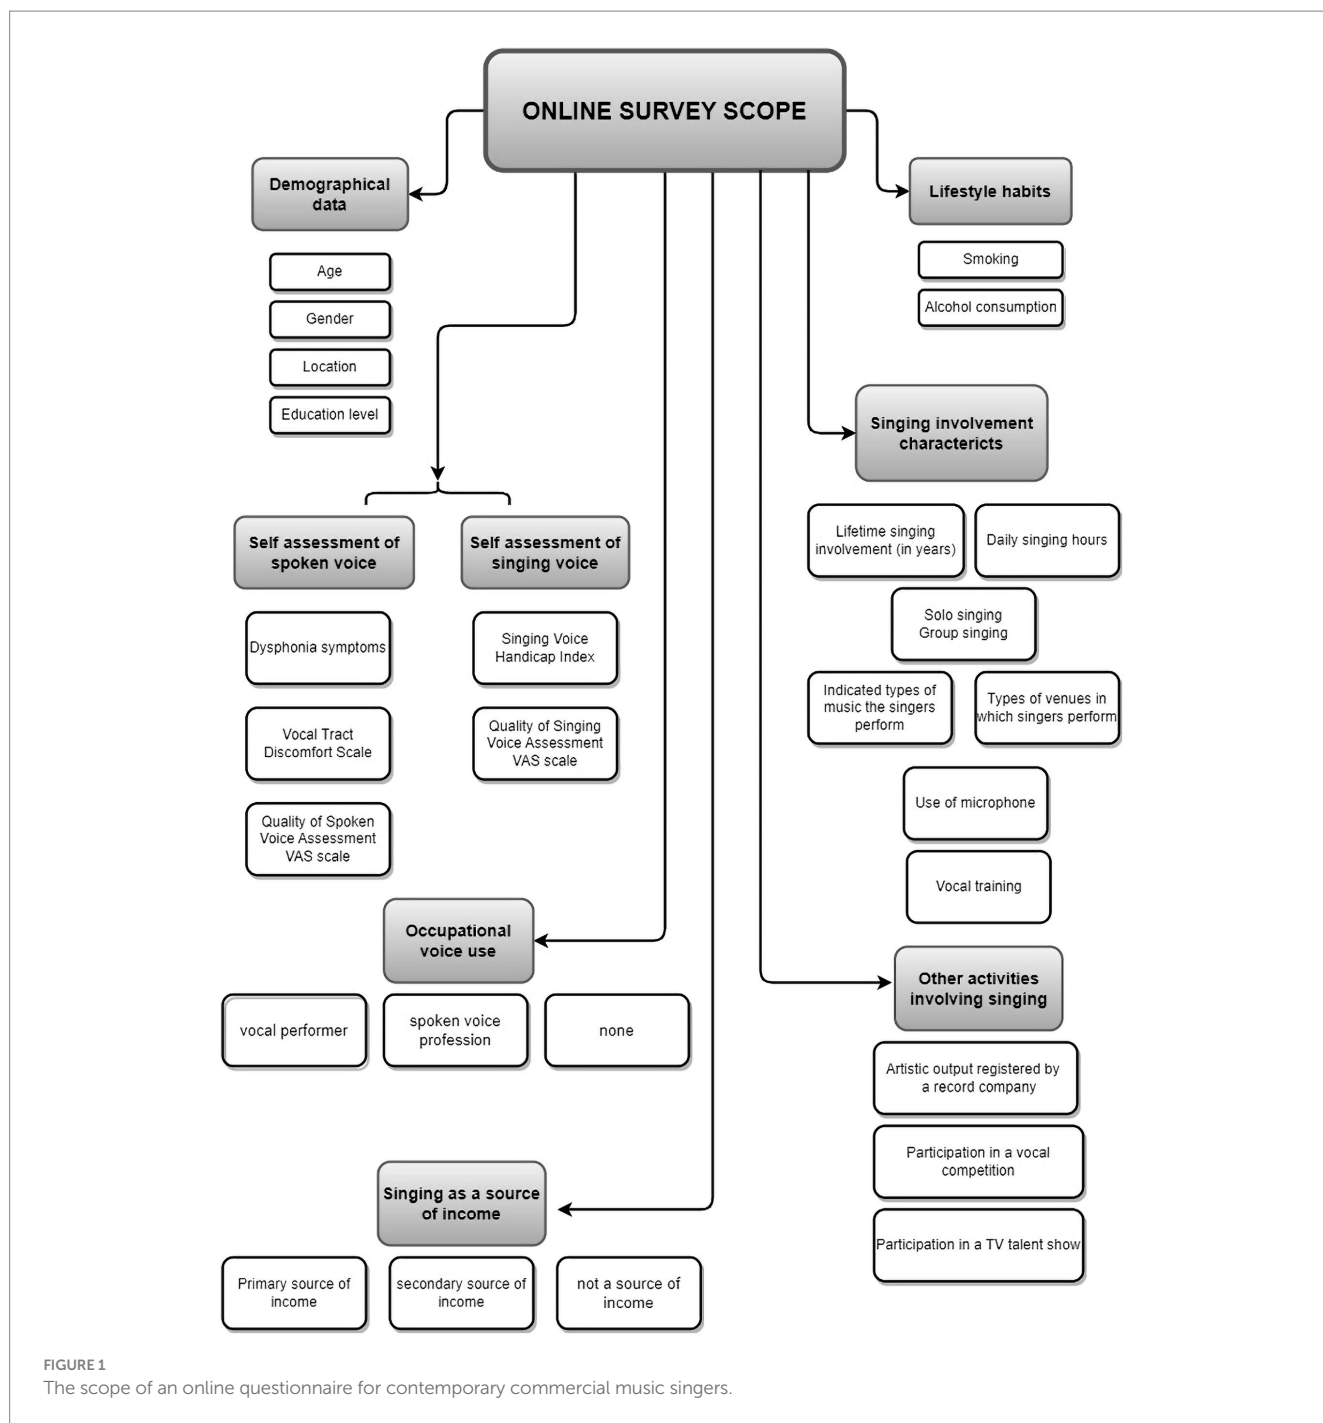 ONLINE SURVEY SCOPE
Demographical
data
Age
Gender
Location
Education level
Lifestyle habits
Smoking
Alcohol consumption
Singing involvement
charactericts
Lifetime singing
involvement (in years)
Daily singing hours
Solo singing
Group singing
Indicated types of
music the singers
perform
Types of venues in
which singers perform
Use of microphone
Vocal training
Self assessment of
spoken voice
Dysphonia symptoms
Vocal Tract
Discomfort Scale
Quality of Spoken
Voice Assessment
VAS scale
Self assessment of
singing voice
Singing Voice
Handicap Index
Quality of Singing
Voice Assessment
VAS scale
Occupational
voice use
vocal performer
spoken voice
profession
none
Other activities
involving singing
Artistic output registered by
a record company
Participation in a vocal
competition
Participation in a TV talent show
Singing as a source
of income
Primary source of
income
secondary source of
income
not a source of
income
FIGURE 1
The scope of an online questionnaire for contemporary commercial music singers.